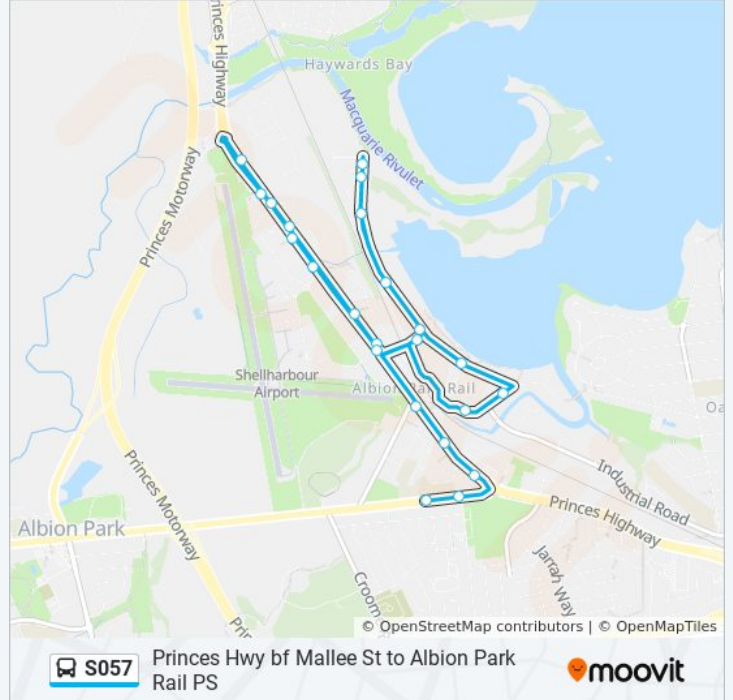 Princes Highway
Haywards Bay
Macquarie Rivulet
Princes Motorway
Shellharbour
Airport
Albion Park Rail
Oa
Industrial Road
Princes Motorway
Princes Highway
Albion Park
Jarrah Way
Croom
Prin
© OpenStreetMap contributors | © OpenMapTiles
S057
Princes Hwy bf Mallee St to Albion Park
Rail PS
moovit